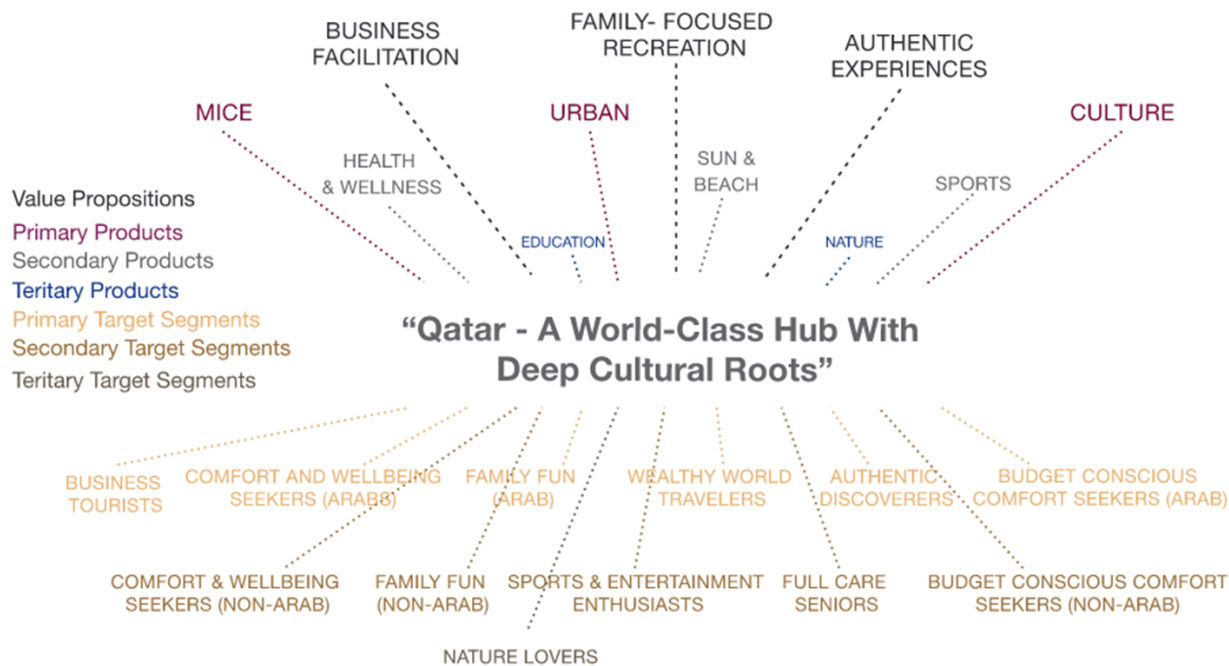 BUSINESS
FACILITATION
FAMILY- FOCUSED
RECREATION
AUTHENTIC
EXPERIENCES
MICE
URBAN
CULTURE
HEALTH
& WELLNESS
SUN &
BEACH
SPORTS
EDUCATION
NATURE
Value Propositions
Primary Products
Secondary Products
Teritary Products
Primary Target Segments
Secondary Target Segments
Teritary Target Segments
“Qatar - A World-Class Hub With
Deep Cultural Roots”
BUSINESS
TOURISTS
COMFORT AND WELLBEING
SEEKERS (ARABS)
FAMILY FUN
(ARAB)
WEALTHY WORLD
TRAVELERS
AUTHENTIC
DISCOVERERS
BUDGET CONSCIOUS
COMFORT SEEKERS (ARAB)
COMFORT & WELLBEING
SEEKERS (NON-ARAB)
FAMILY FUN
(NON-ARAB)
SPORTS & ENTERTAINMENT
ENTHUSIASTS
FULL CARE
SENIORS
BUDGET CONSCIOUS COMFORT
SEEKERS (NON-ARAB)
NATURE LOVERS